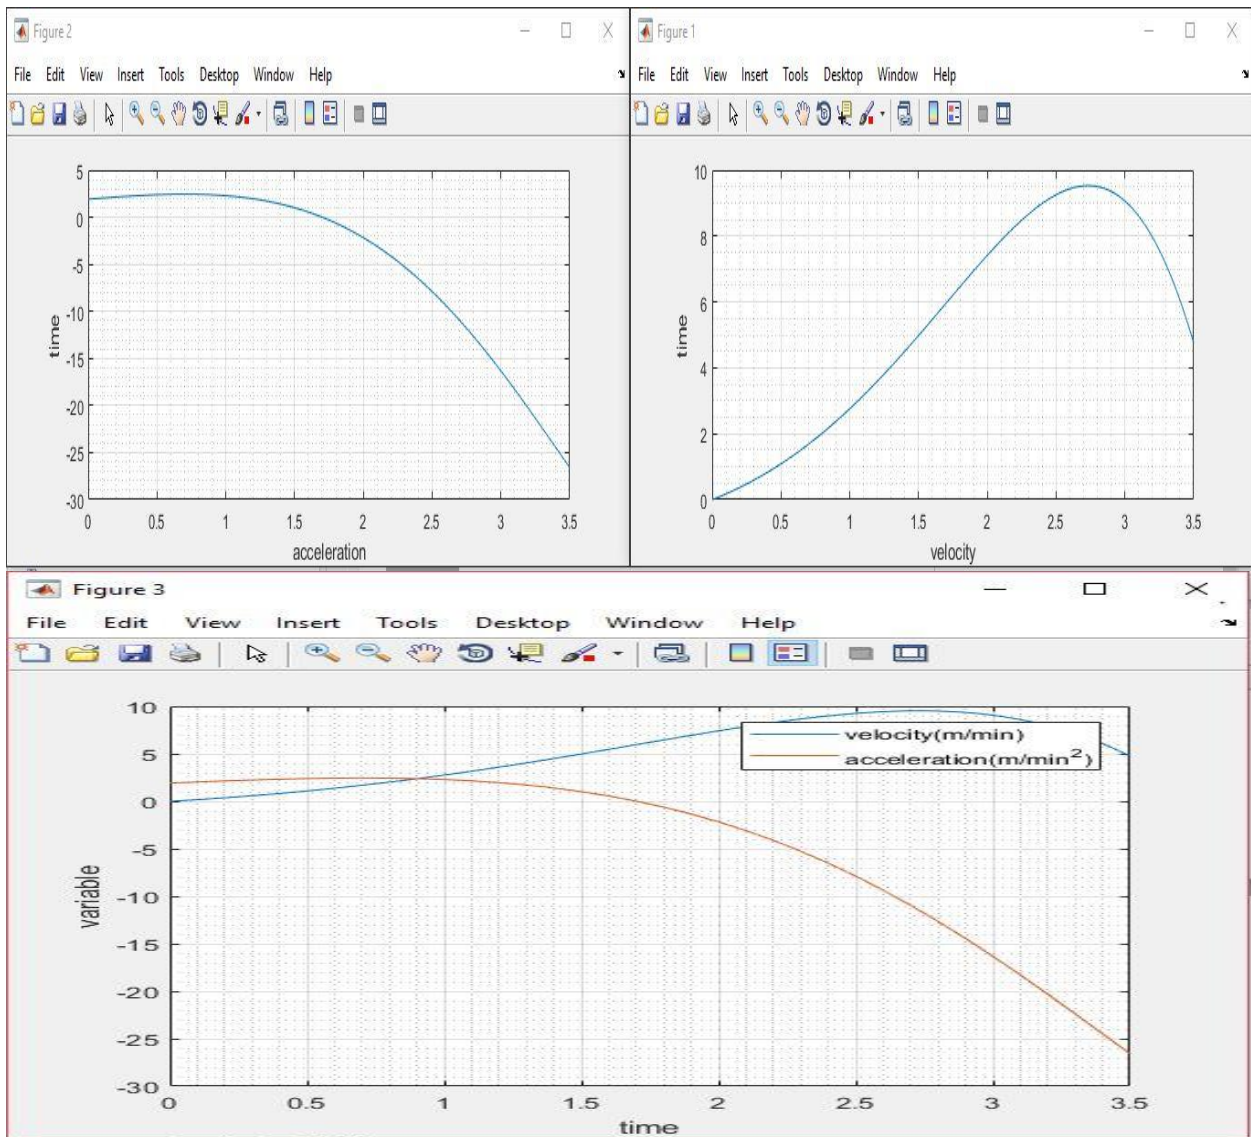 Figure 2
File Edit View Insert Tools Desktop Window Help
5
0
-5
-10
-15
-20
-25
-30
time
0 0.5 1 1.5 2 2.5 3 3.5
acceleration
Figure 1
File Edit View Insert Tools Desktop Window Help
10
8
6
4
2
0
time
0 0.5 1 1.5 2 2.5 3 3.5
velocity
Figure 3
File Edit View Insert Tools Desktop Window Help
10
5
0
-5
-10
-15
-20
-25
-30
variable
velocity(m/min)
acceleration(m/min²)
0 0.5 1 1.5 2 2.5 3 3.5
time